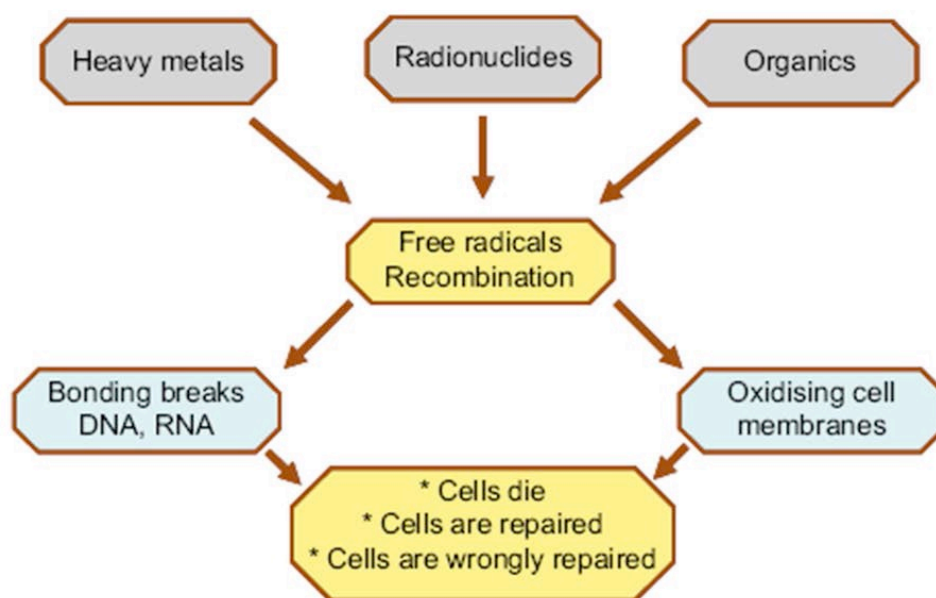 Heavy metals
Radionuclides
Organics
Free radicals
Recombination
Bonding breaks
DNA, RNA
Oxidising cell
membranes
* Cells die
* Cells are repaired
* Cells are wrongly repaired